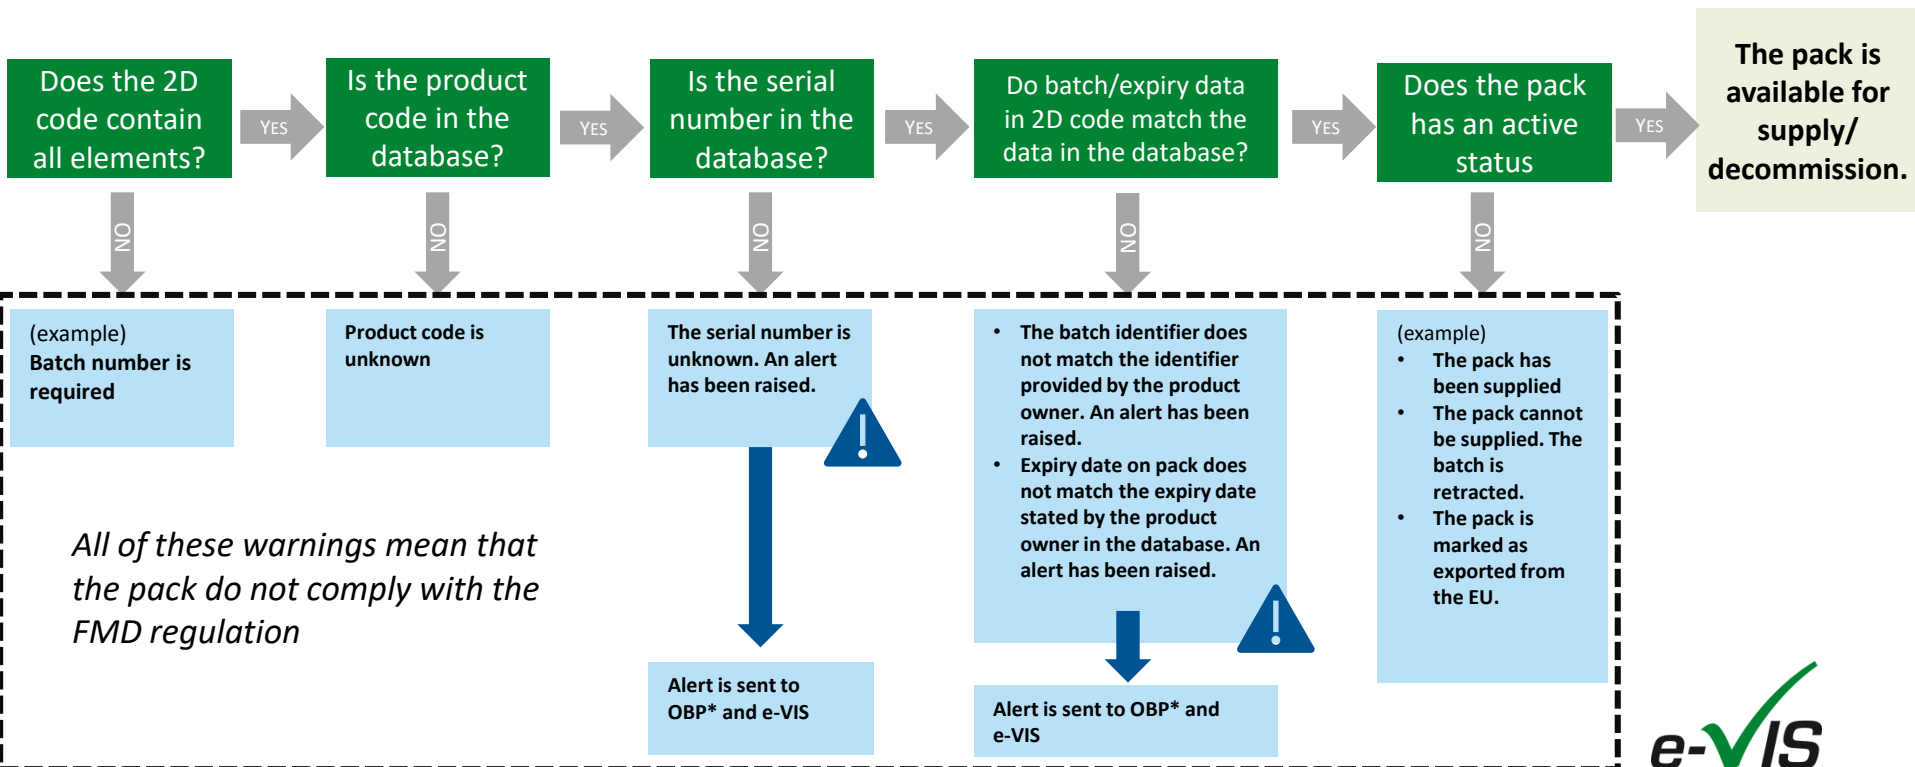 Does the 2D
code contain
all elements?
YES
Is the product
code in the
database?
YES
Is the serial
number in the
database?
YES
Do batch/expiry data
in 2D code match the
data in the database?
YES
Does the pack
has an active
status
YES
The pack is
available for
supply/
decommission.
NO
NO
NO
NO
NO
(example)
Batch number is
required
Product code is
unknown
The serial number is
unknown. An alert
has been raised.
• The batch identifier does
not match the identifier
provided by the product
owner. An alert has been
raised.
• Expiry date on pack does
not match the expiry date
stated by the product
owner in the database. An
alert has been raised.
(example)
• The pack has
been supplied
• The pack cannot
be supplied. The
batch is
retracted.
• The pack is
marked as
exported from
the EU.
All of these warnings mean that
the pack do not comply with the
FMD regulation
Alert is sent to
OBP* and e-VIS
Alert is sent to OBP* and
e-VIS
e-VIS